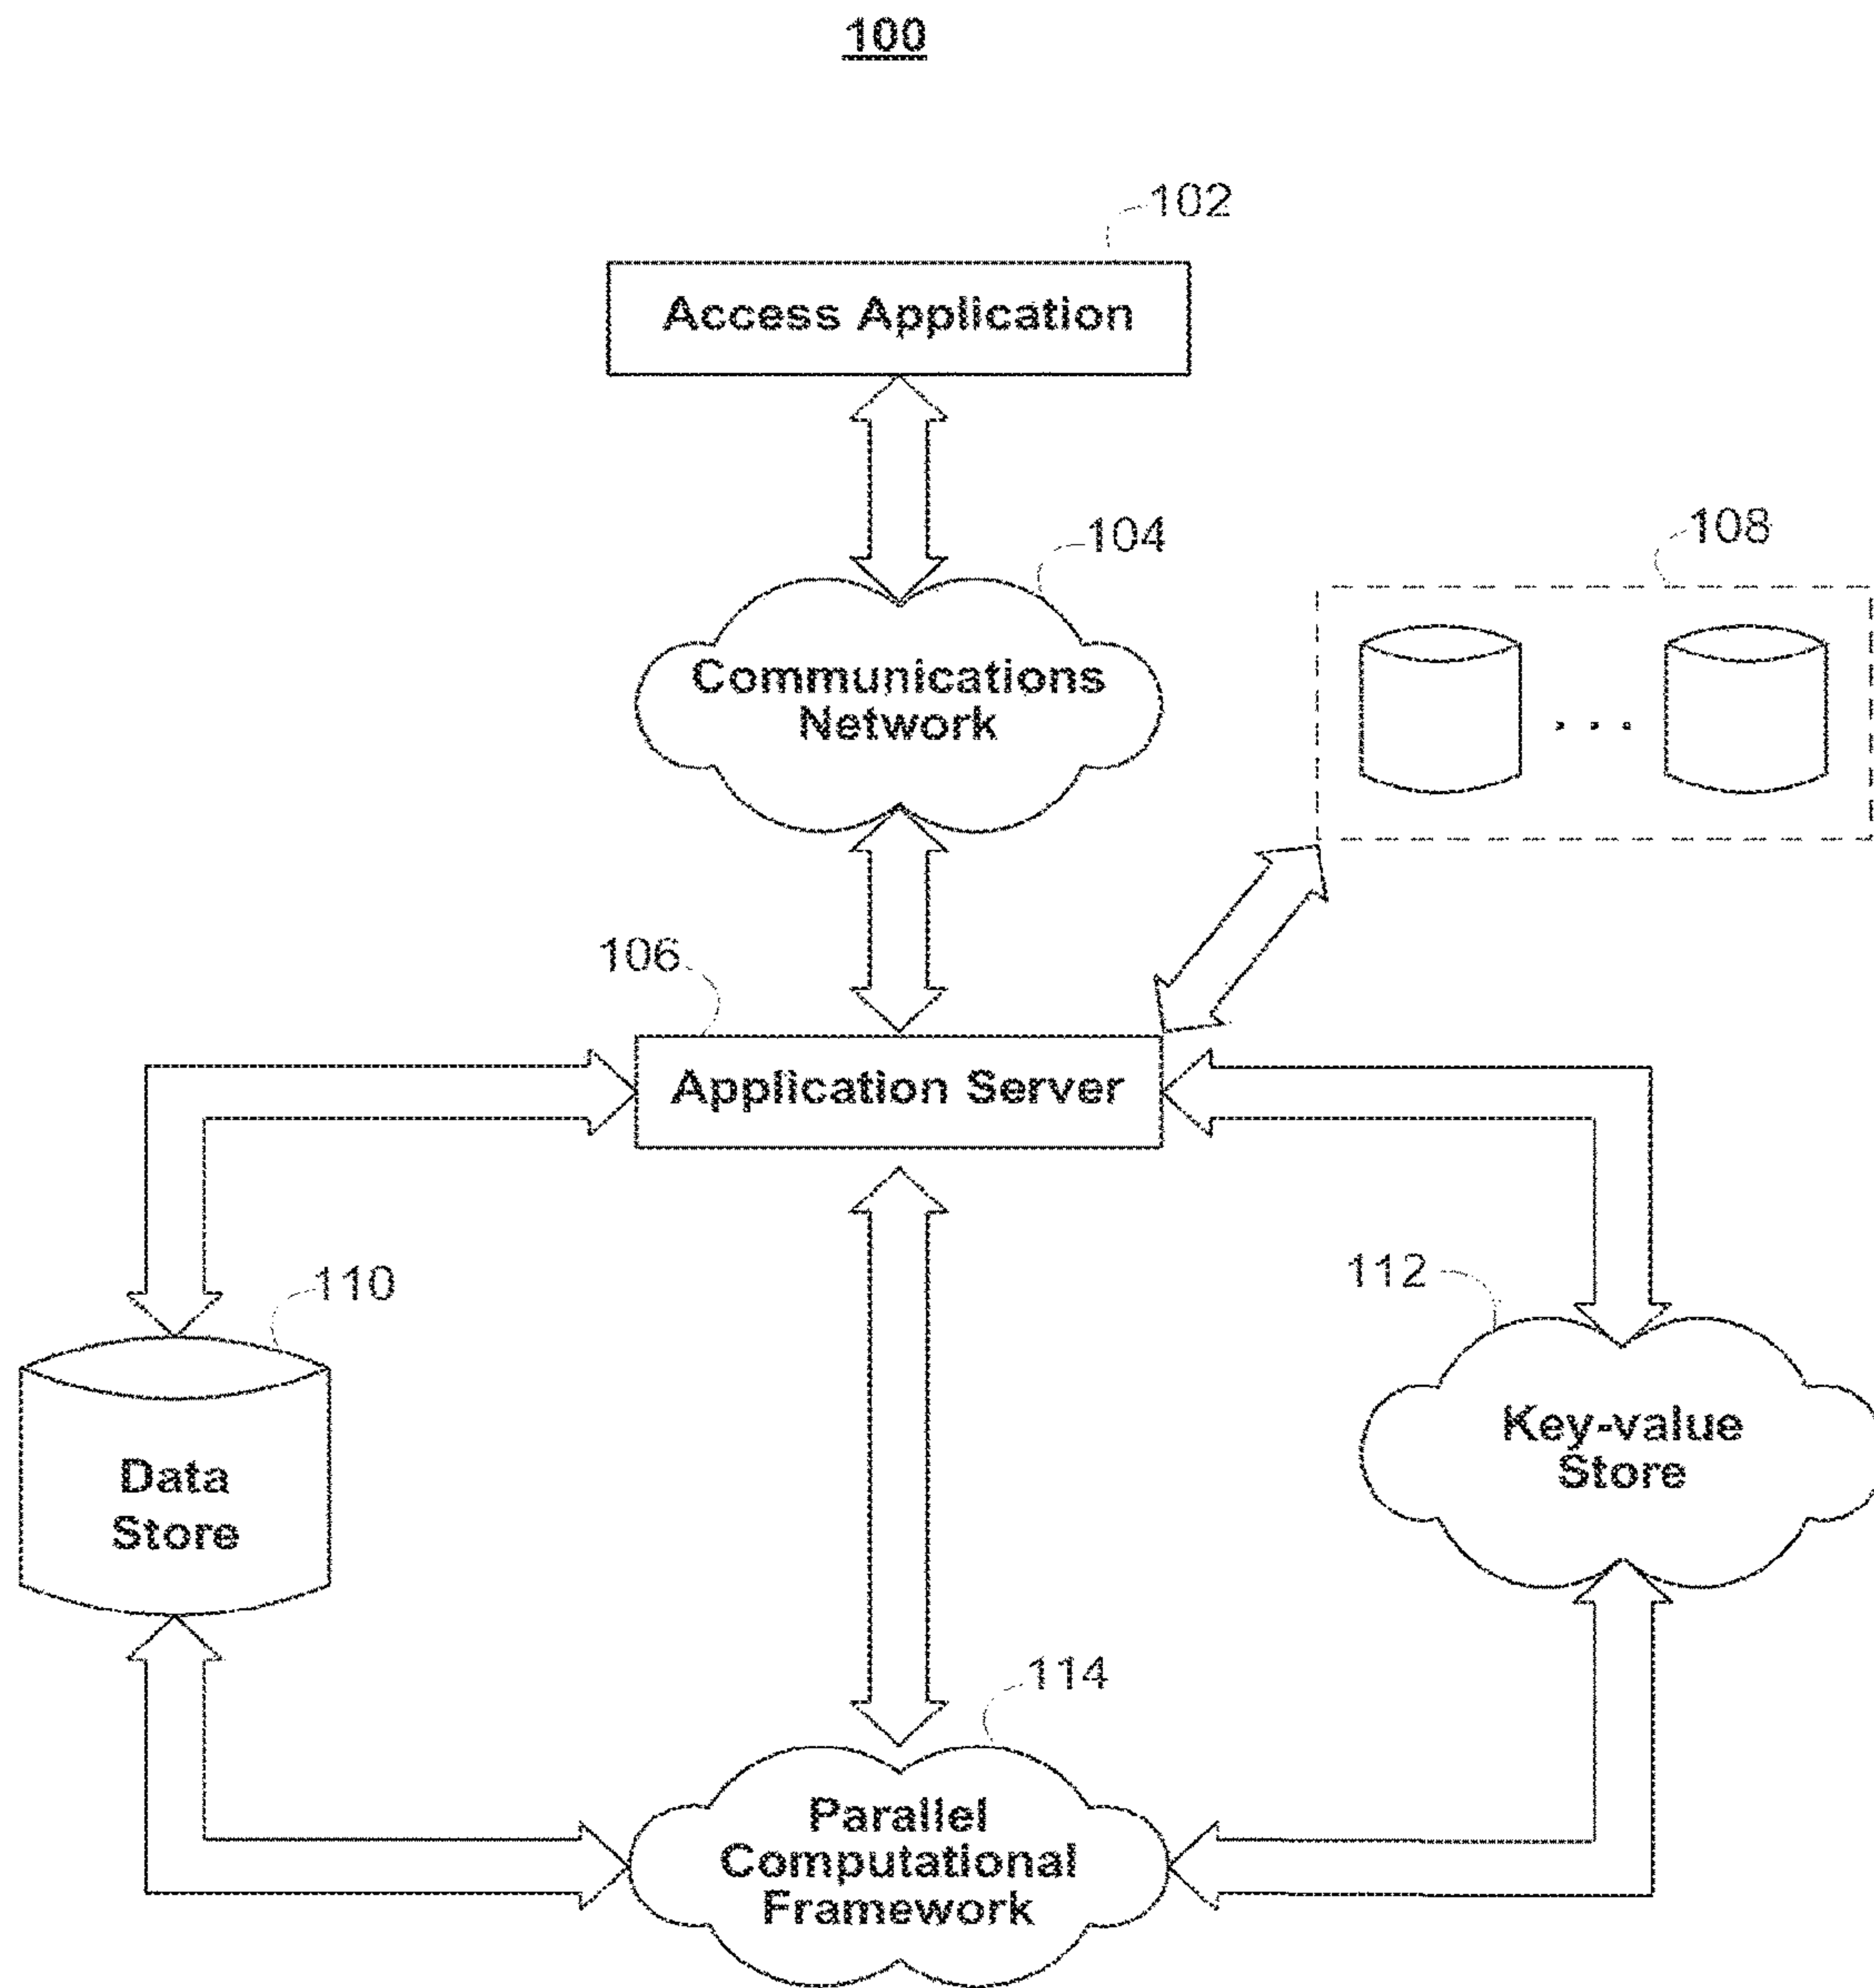 100
102
Access Application
104
108
Communications
Network
. . .
106
Application Server
110
112
Data
Store
Key-value
Store
114
Parallel
Computational
Framework